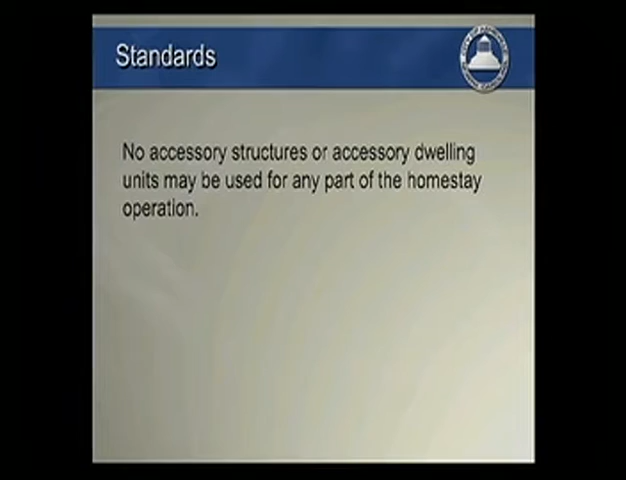 Standards
No accessory structures or accessory dwelling
units may be used for any part of the homestay
operation.